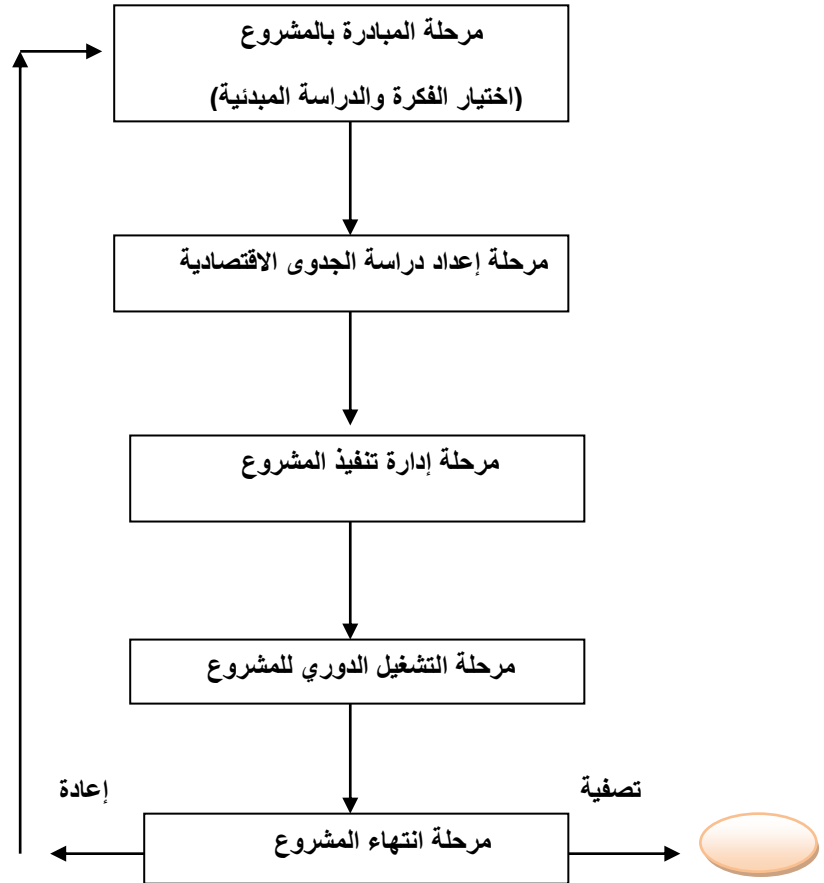 مرحلة المبادرة بالمشروع
(اختيار الفكرة والدراسة المبدئية)
مرحلة إعداد دراسة الجدوى الاقتصادية
مرحلة إدارة تنفيذ المشروع
مرحلة التشغيل الدوري للمشروع
تصفية
إعادة
مرحلة انتهاء المشروع